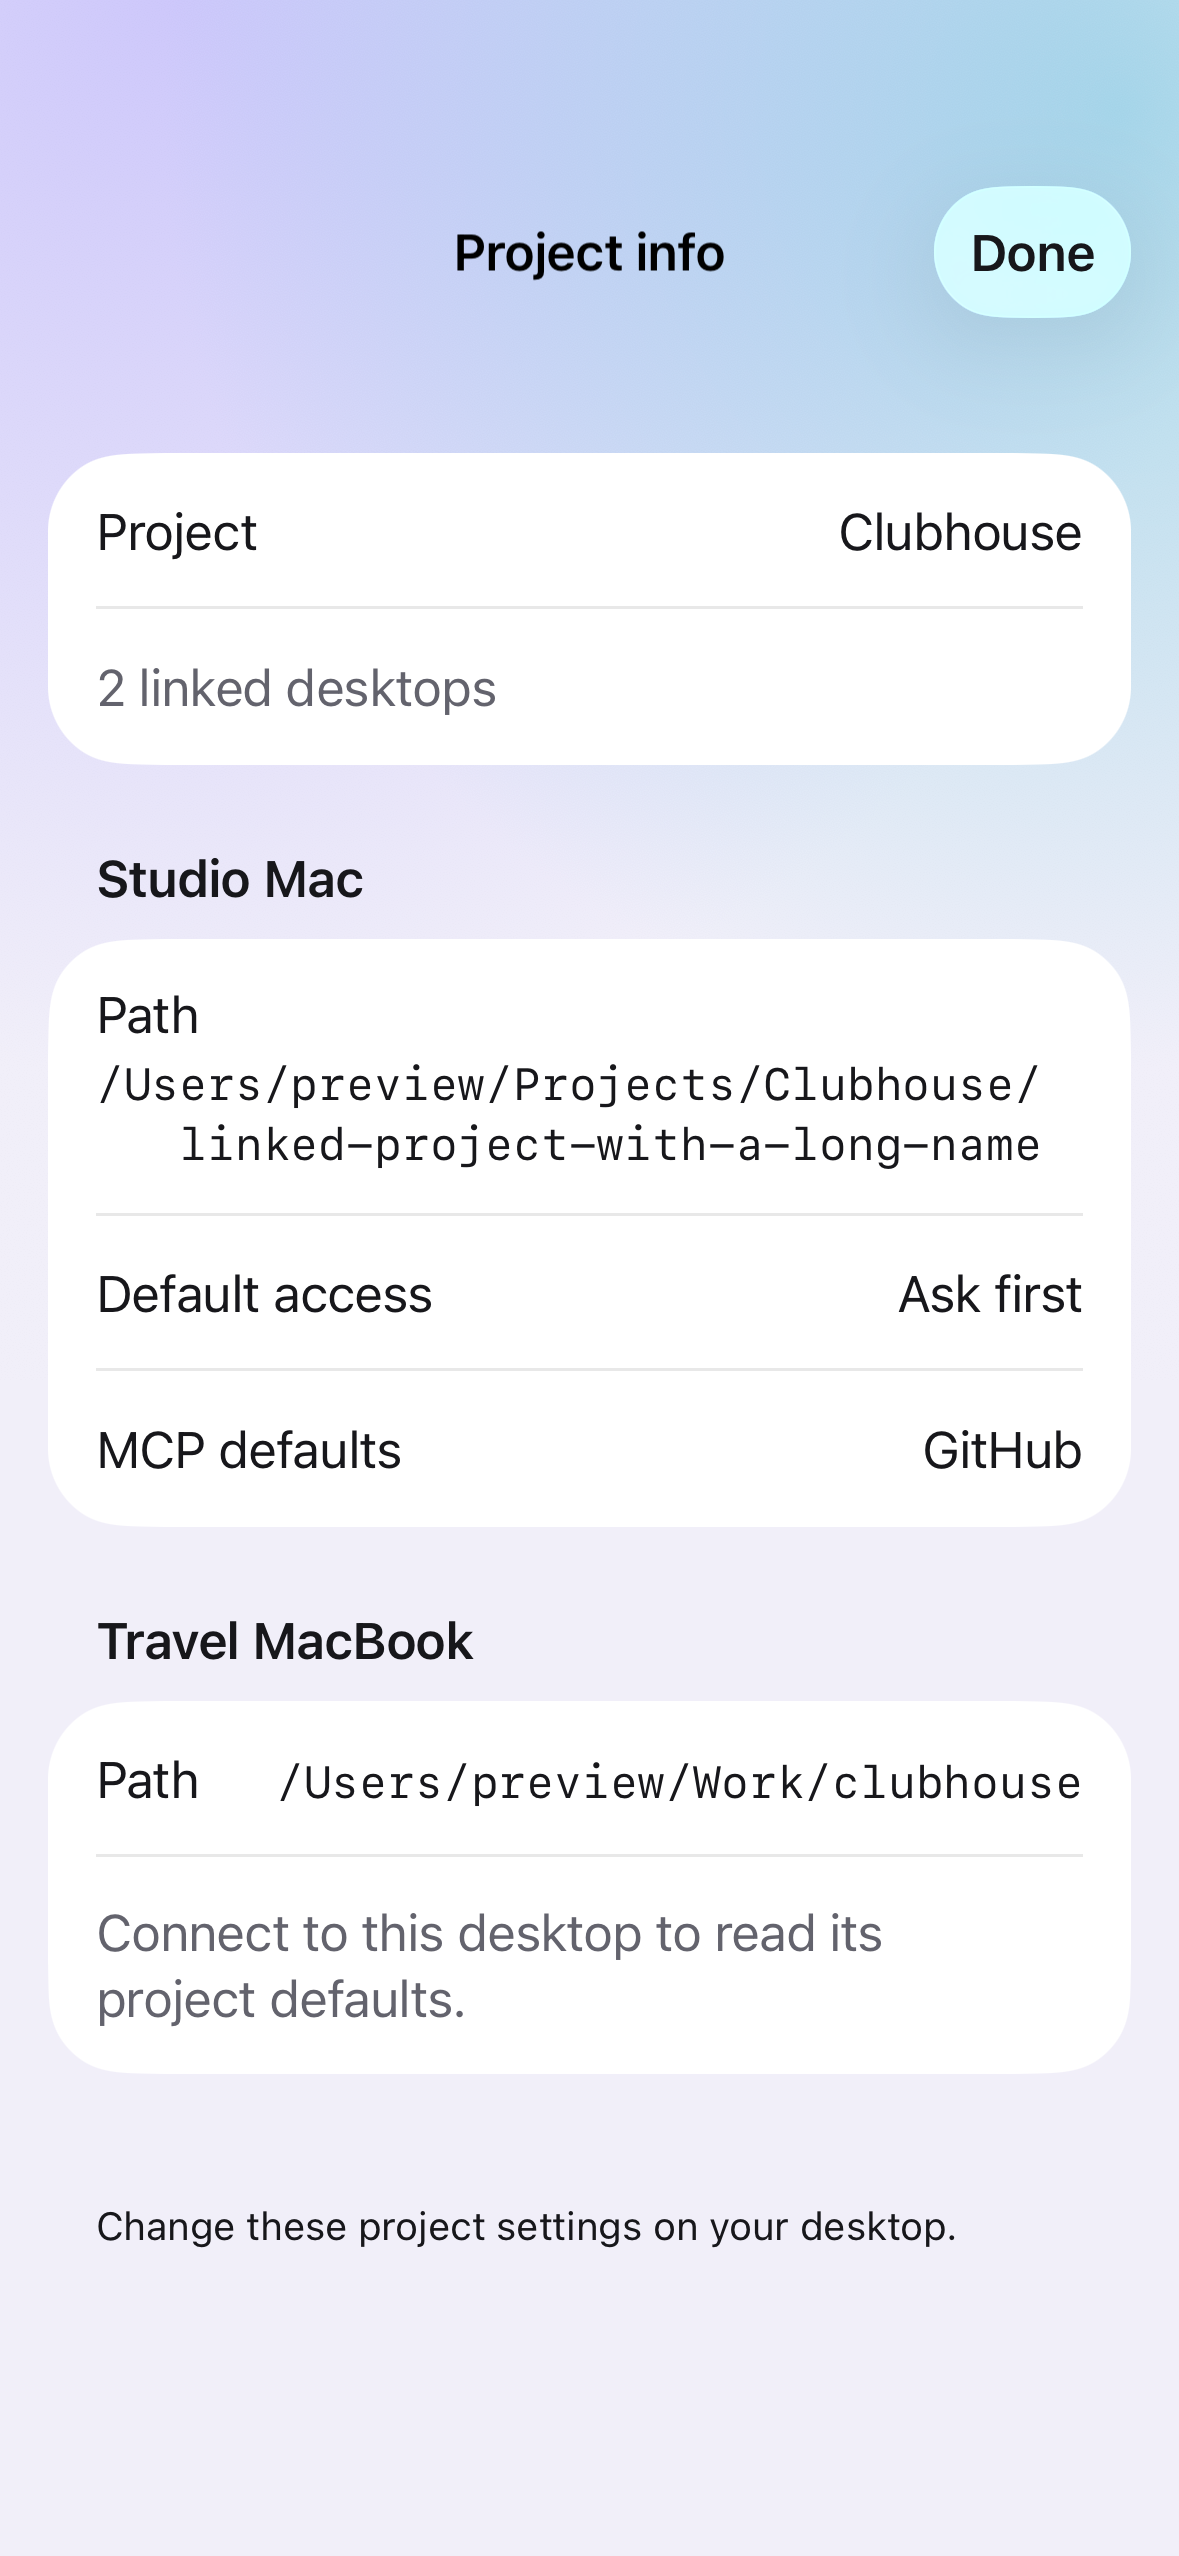 Project info
Done
Project
Clubhouse
2 linked desktops
Studio Mac
Path
/Users/preview/Projects/Clubhouse/
linked-project-with-a-long-name
Default access
Ask first
MCP defaults
GitHub
Travel MacBook
Path
/Users/preview/Work/clubhouse
Connect to this desktop to read its
project defaults.
Change these project settings on your desktop.